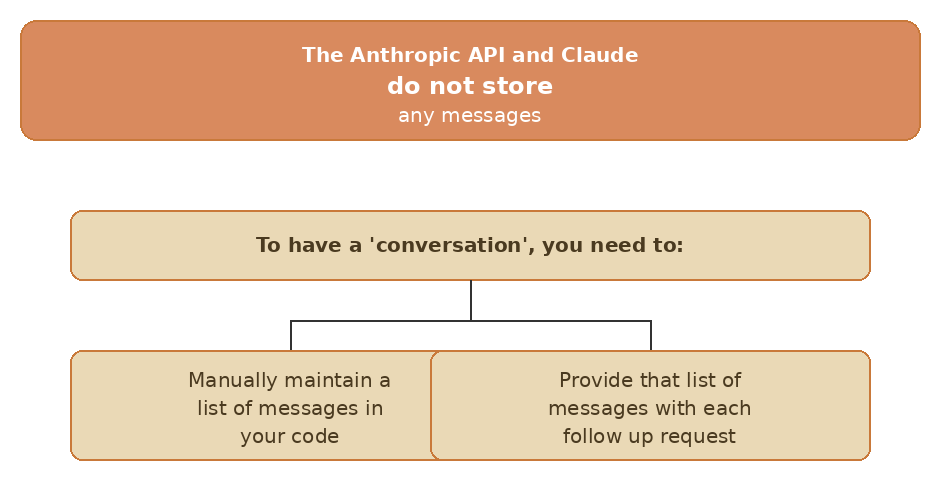 The Anthropic API and Claude
do not store
any messages
To have a 'conversation', you need to:
Manually maintain a
list of messages in
your code
Provide that list of
messages with each
follow up request